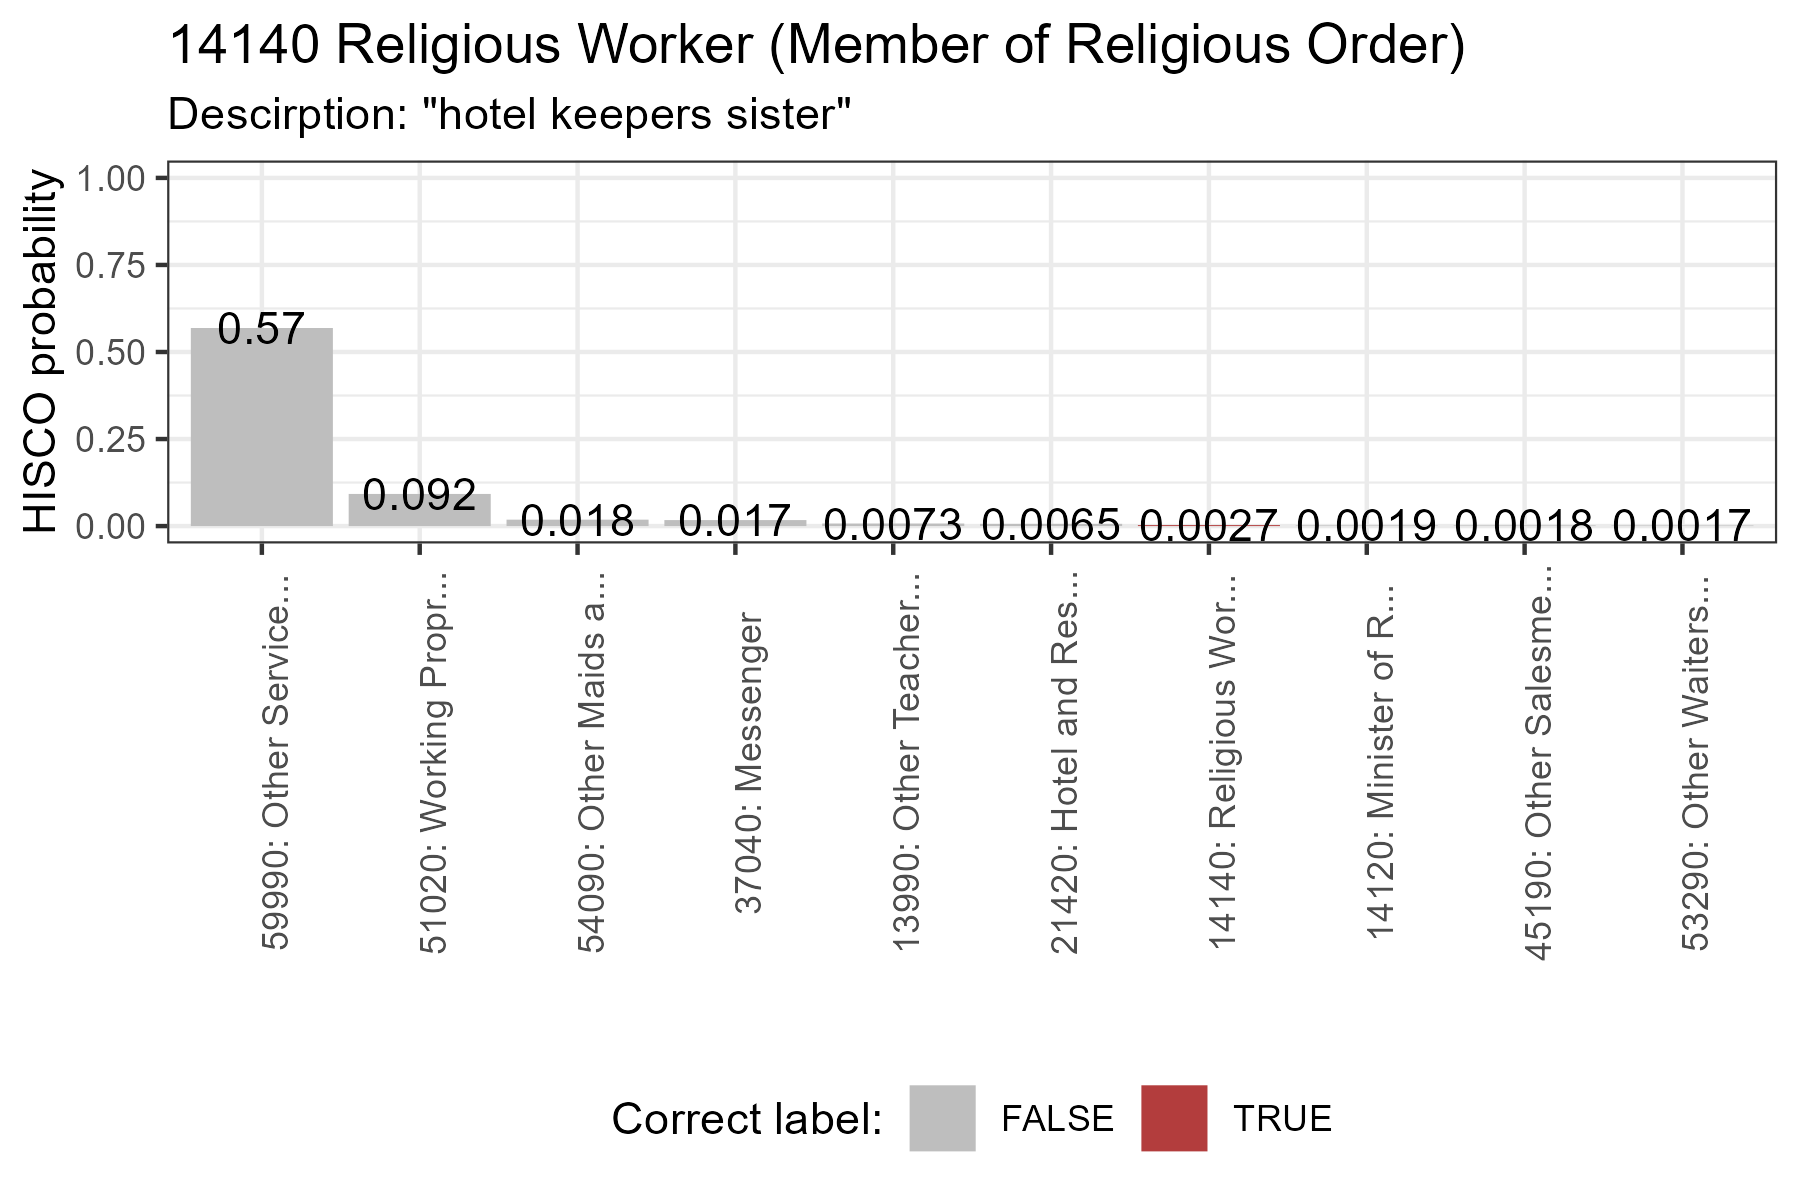 14140 Religious Worker (Member of Religious Order)
Descirption: "hotel keepers sister"
HISCO probability
1.00
0.75
0.50
0.25
0.00
0.57
0.092
0.018
0.017
0.0073
0.0065
0.0027
0.0019
0.0018
0.0017
59990: Other Service...
51020: Working Propr...
54090: Other Maids a...
37040: Messenger
13990: Other Teacher...
21420: Hotel and Res...
14140: Religious Wor...
14120: Minister of R...
45190: Other Salesme...
53290: Other Waiters...
Correct label: FALSE TRUE